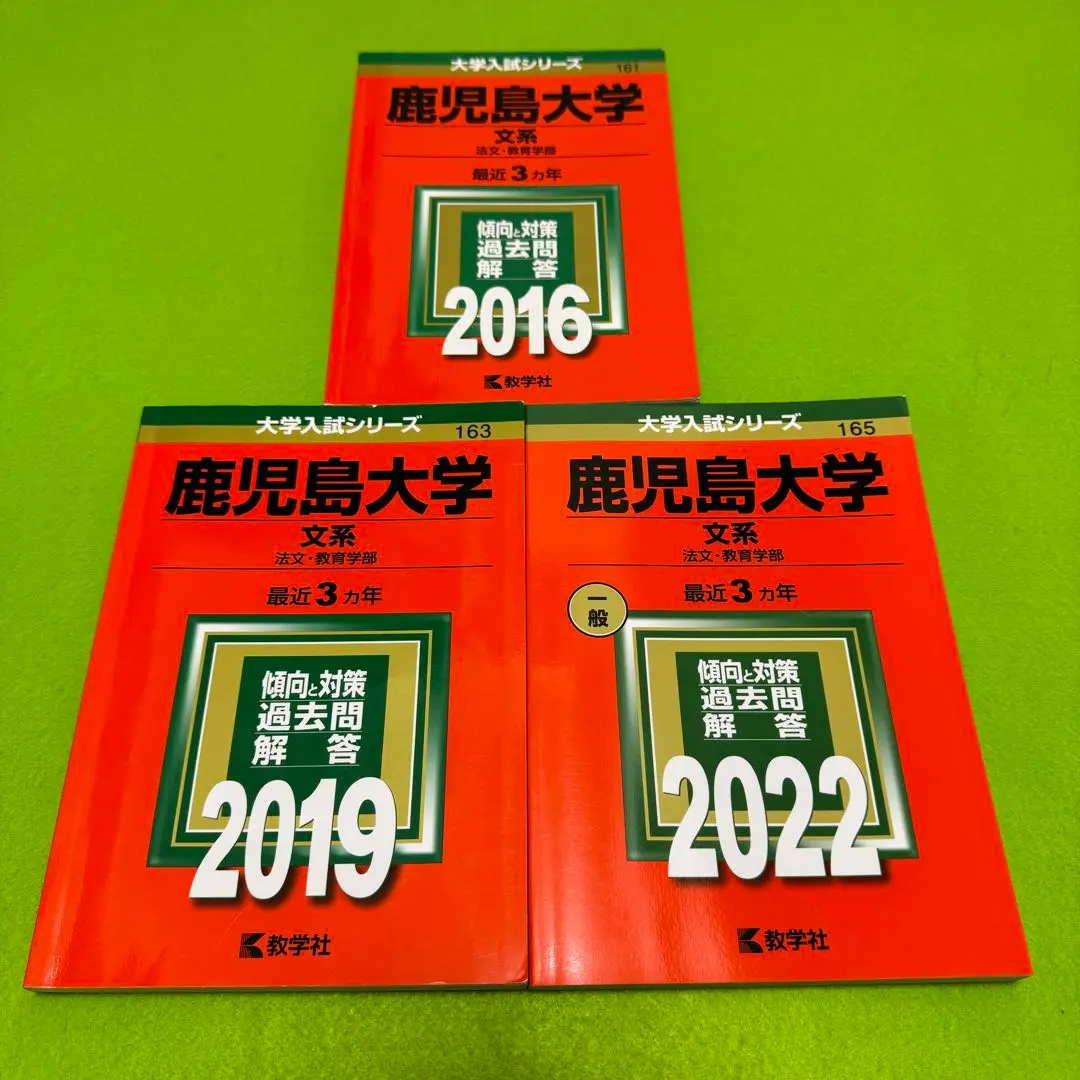 大学入試シリーズ
161
鹿児島大学
文系
法文・教育学部
最近3カ年
傾向と対策
過去問
解答
2016
教学社
大学入試シリーズ
163
鹿児島大学
文系
法文・教育学部
最近3カ年
傾向と対策
過去問
解答
2019
教学社
大学入試シリーズ
165
鹿児島大学
文系
法文・教育学部
最近3カ年
一般
傾向と対策
過去問
解答
2022
教学社